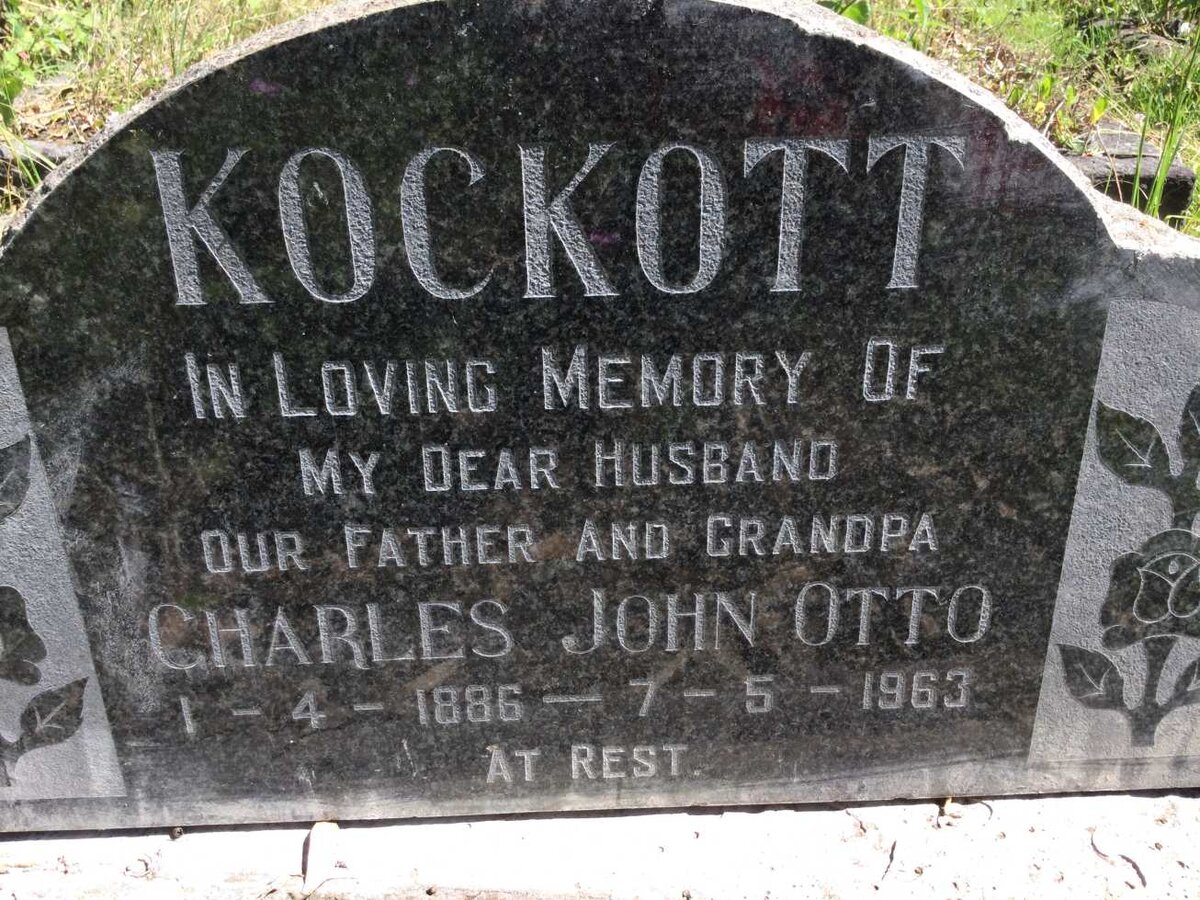 KOCKOTT
IN LOVING MEMORY OF
MY DEAR HUSBAND
OUR FATHER AND GRANDPA
CHARLES JOHN OTTO
1 - 4 - 1886 — 7 - 5 - 1963
AT REST.